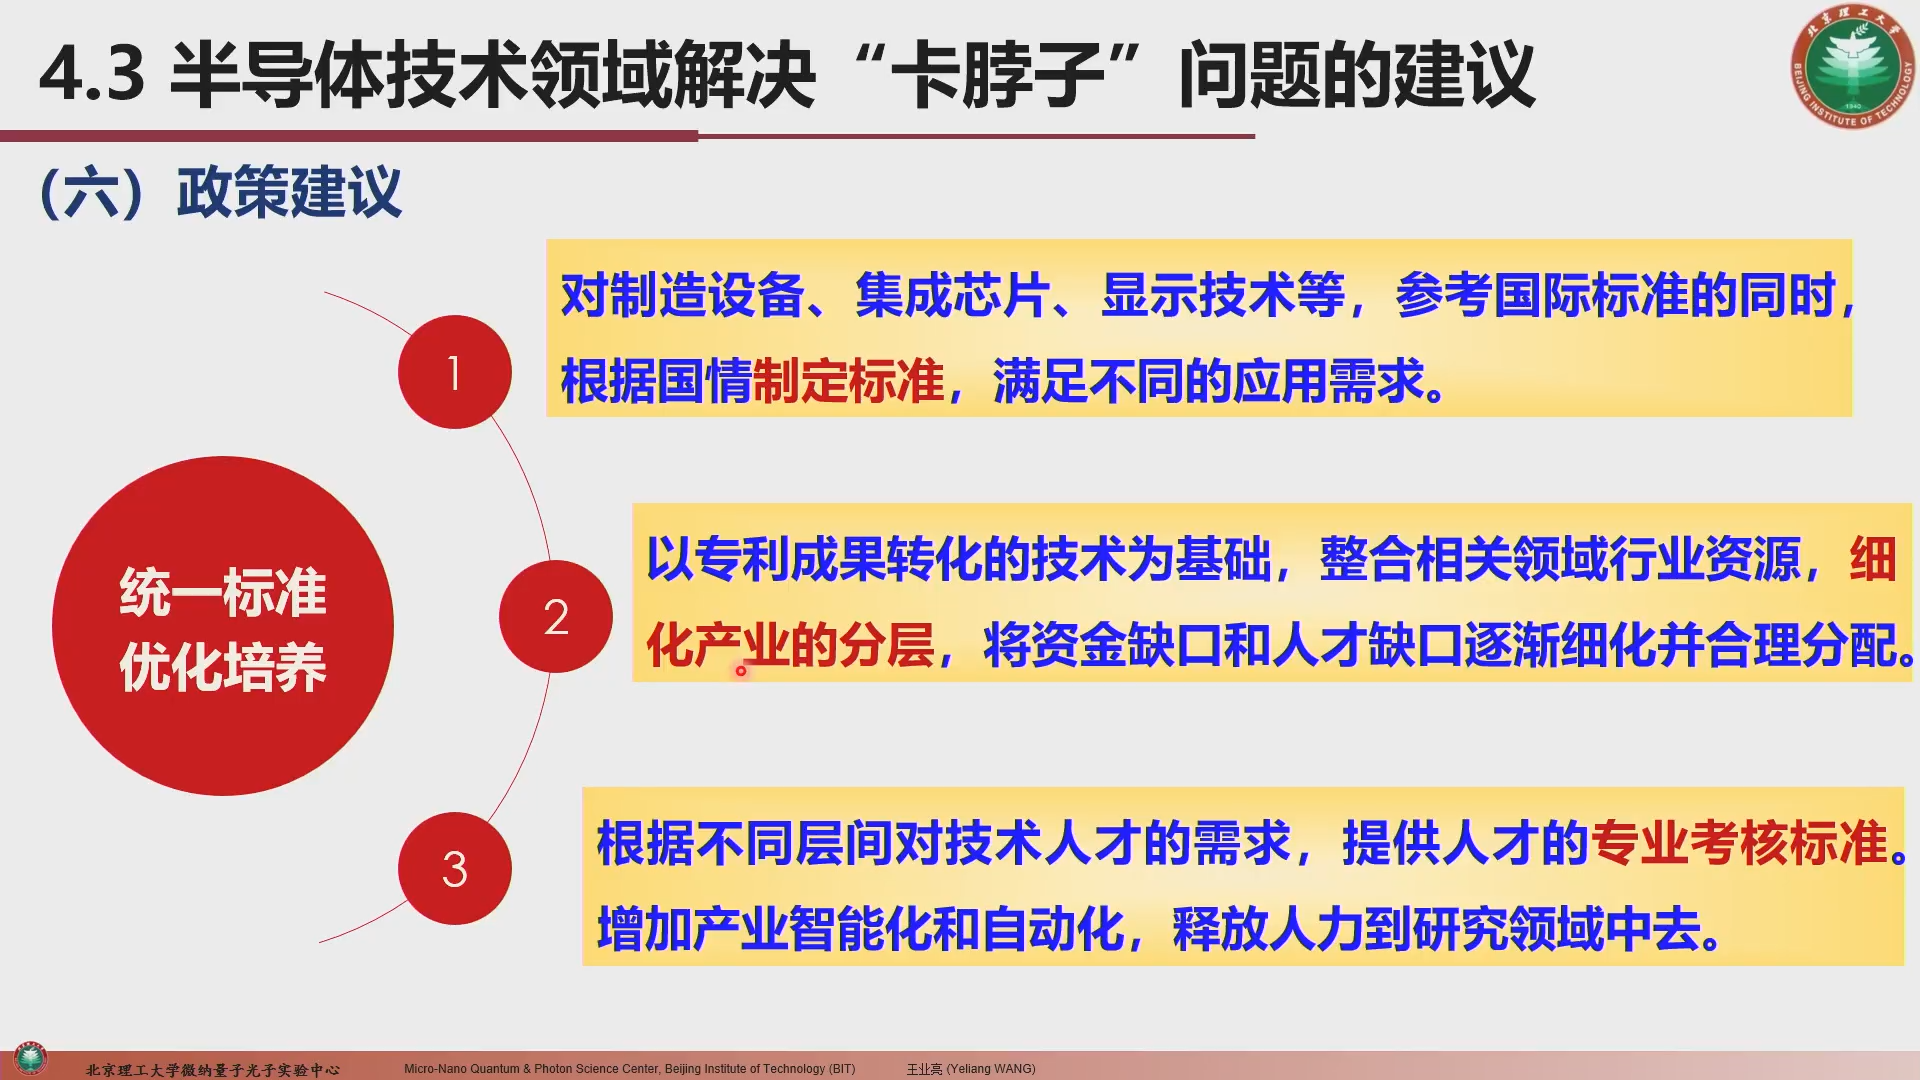 4.3 半导体技术领域解决“卡脖子”问题的建议
北京理工大学
BEIJING INSTITUTE OF TECHNOLOGY
1940
（六）政策建议
统一标准
优化培养
1
对制造设备、集成芯片、显示技术等，参考国际标准的同时，
根据国情制定标准，满足不同的应用需求。
2
以专利成果转化的技术为基础，整合相关领域行业资源，细
化产业的分层，将资金缺口和人才缺口逐渐细化并合理分配。
3
根据不同层间对技术人才的需求，提供人才的专业考核标准。
增加产业智能化和自动化，释放人力到研究领域中去。
北京理工大学微纳量子光子实验中心
Micro-Nano Quantum & Photon Science Center, Beijing Institute of Technology (BIT)
王业亮 (Yeliang WANG)